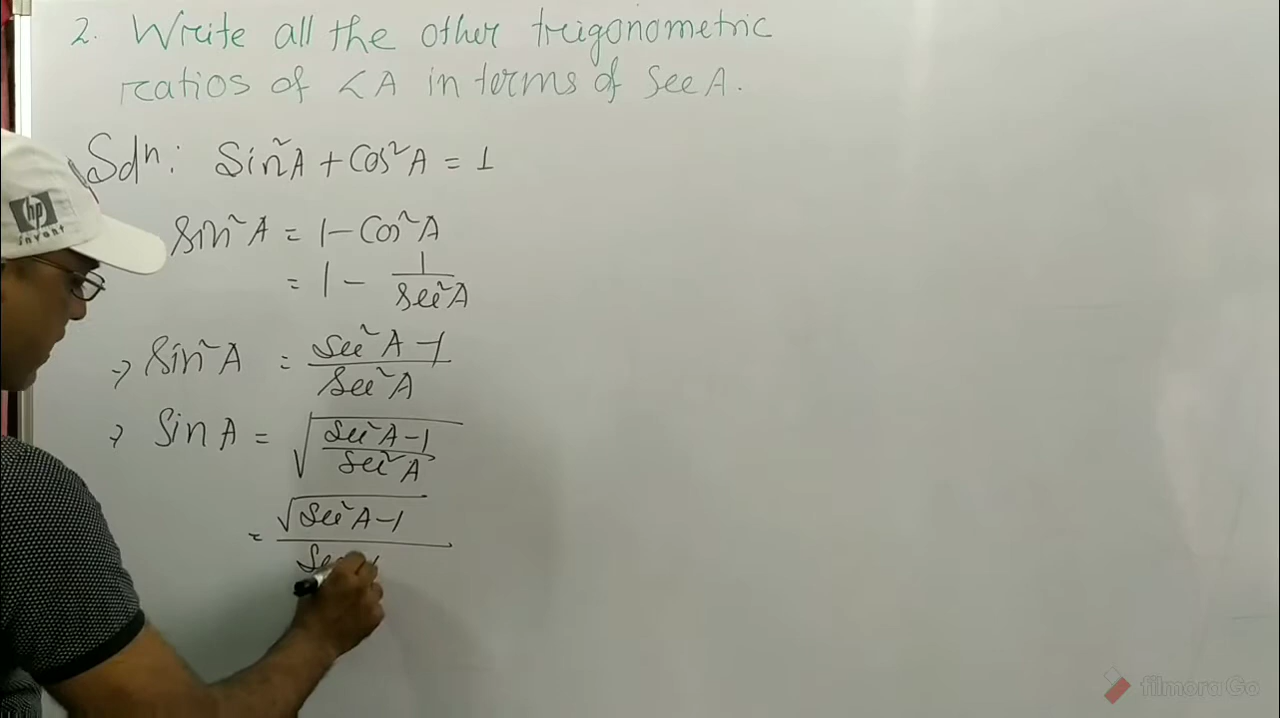 2. Write all the other trigonometric
ratios of ∠A in terms of Sec A.
Solⁿ: Sin²A + Cos²A = 1
Sin²A = 1 - Cos²A
= 1 - 1/Sec²A
⇒ Sin²A = Sec²A - 1/Sec²A
⇒ Sin A = √Sec²A - 1/Sec²A
= √Sec²A - 1/Sec
hp
invent
filmora Go